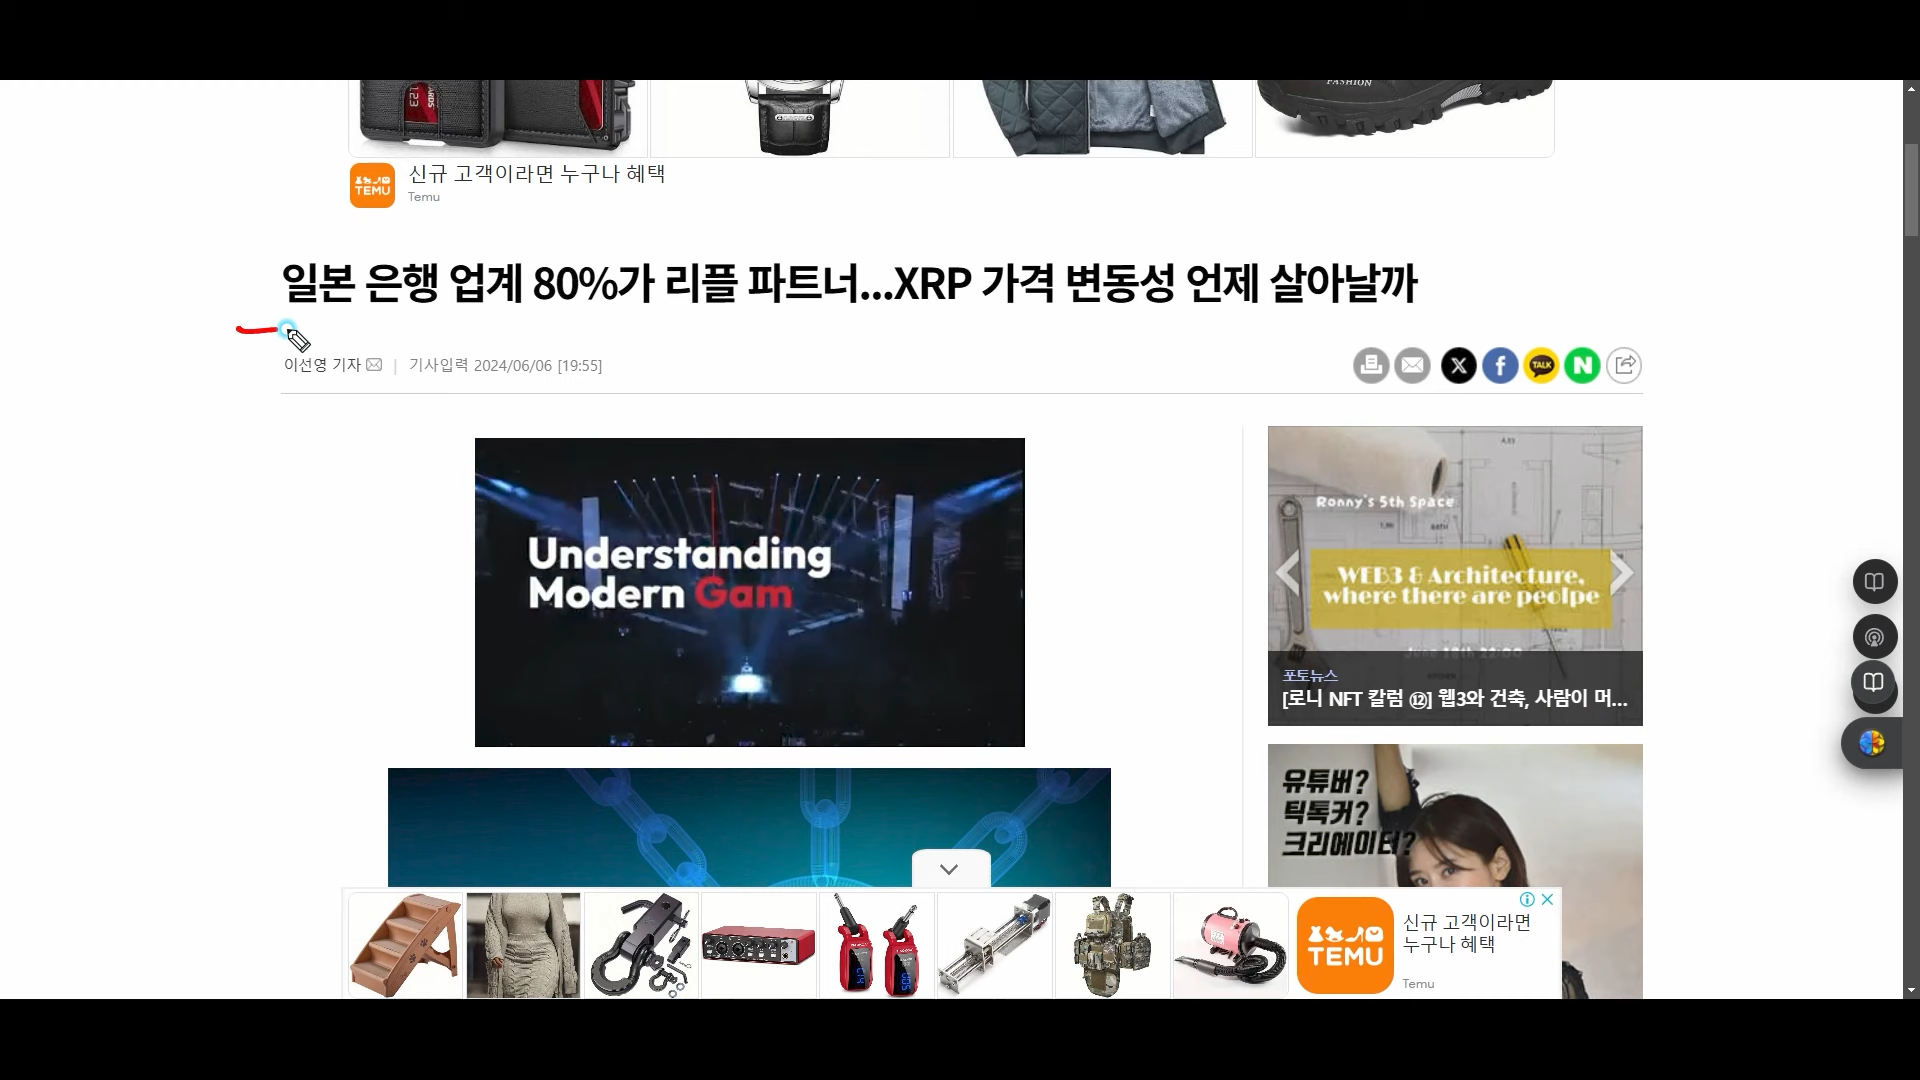 FASHION
신규 고객이라면 누구나 혜택
TEMU
Temu
일본 은행 업계 80%가 리플 파트너...XRP 가격 변동성 언제 살아날까
이선영 기자 | 기사입력 2024/06/06 [19:55]
X f TALK N
Understanding
Modern Gam
Ronny's 5th Space
WEB3 & Architecture,
where there are peolpe
포토뉴스
[로니 NFT 칼럼 ⑫] 웹3와 건축, 사람이 머...
유튜버?
틱톡커?
크리에이터?
신규 고객이라면
누구나 혜택
TEMU
Temu